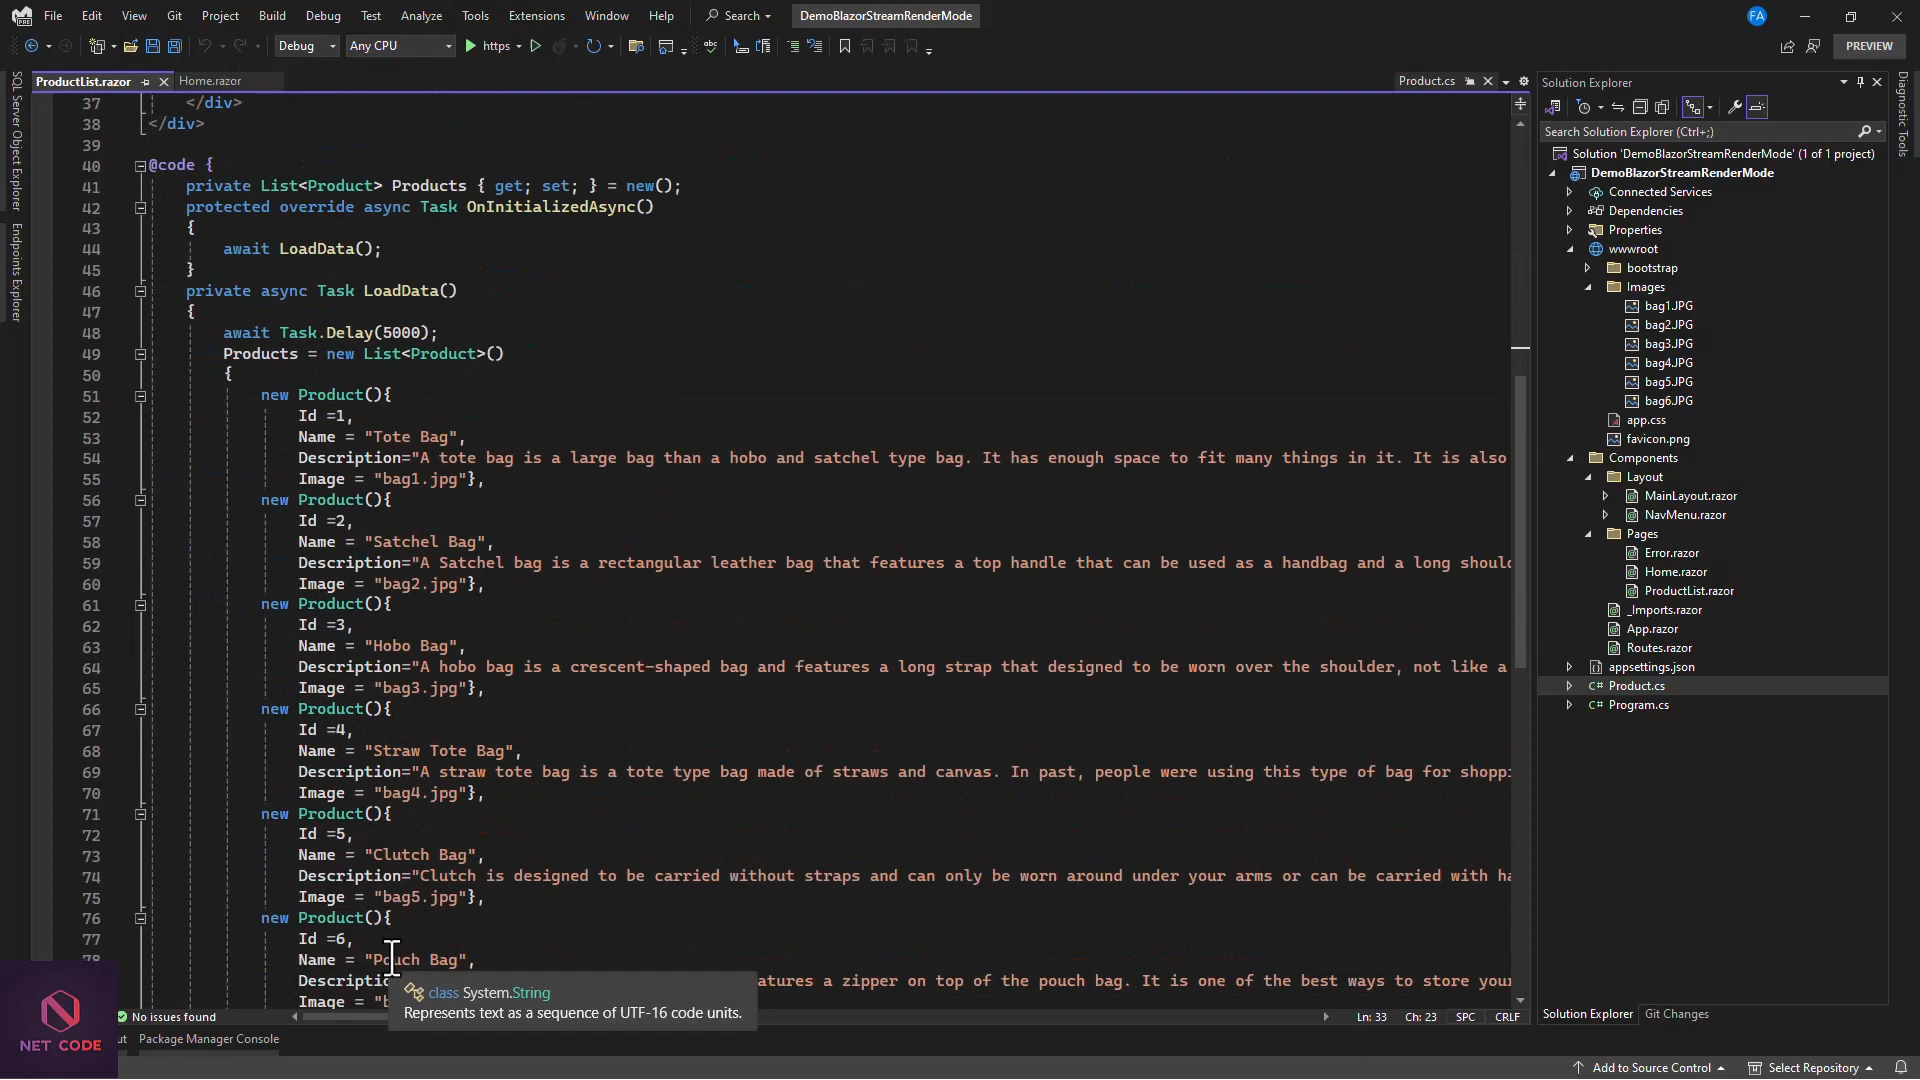 File Edit View Git Project Build Debug Test Analyze Tools Extensions Window Help Search DemoBlazorStreamRenderMode FA
Debug Any CPU https PREVIEW
ProductList.razor Home.razor Product.cs
SQL Server Object Explorer
Endpoints Explorer
37 </div>
38 </div>
39
40 @code {
41 private List<Product> Products { get; set; } = new();
42 protected override async Task OnInitializedAsync()
43 {
44 await LoadData();
45 }
46 private async Task LoadData()
47 {
48 await Task.Delay(5000);
49 Products = new List<Product>()
50 {
51 new Product(){
52 Id =1,
53 Name = "Tote Bag",
54 Description="A tote bag is a large bag than a hobo and satchel type bag. It has enough space to fit many things in it. It is also
55 Image = "bag1.jpg"},
56 new Product(){
57 Id =2,
58 Name = "Satchel Bag",
59 Description="A Satchel bag is a rectangular leather bag that features a top handle that can be used as a handbag and a long
60 Image = "bag2.jpg"},
61 new Product(){
62 Id =3,
63 Name = "Hobo Bag",
64 Description="A hobo bag is a crescent-shaped bag and features a long strap that designed to be worn over the shoulder, not like a
65 Image = "bag3.jpg"},
66 new Product(){
67 Id =4,
68 Name = "Straw Tote Bag",
69 Description="A straw tote bag is a tote type bag made of straws and canvas. In past, people were using this type of bag for
70 Image = "bag4.jpg"},
71 new Product(){
72 Id =5,
73 Name = "Clutch Bag",
74 Description="Clutch is designed to be carried without straps and can only be worn around under your arms or can be carried with
75 Image = "bag5.jpg"},
76 new Product(){
77 Id =6,
78 Name = "Pouch Bag",
a zipper on top of the pouch bag. It is one of the best ways to store
Image =
class System.String
Represents text as a sequence of UTF-16 code units.
No issues found Ln: 33 Ch: 23 SPC CRLF
Package Manager Console
NET CODE
Solution Explorer
Search Solution Explorer (Ctrl+;)
Solution 'DemoBlazorStreamRenderMode' (1 of 1 project)
DemoBlazorStreamRenderMode
Connected Services
Dependencies
Properties
wwwroot
bootstrap
Images
bag1.JPG
bag2.JPG
bag3.JPG
bag4.JPG
bag5.JPG
bag6.JPG
app.css
favicon.png
Components
Layout
MainLayout.razor
NavMenu.razor
Pages
Error.razor
Home.razor
ProductList.razor
_Imports.razor
App.razor
Routes.razor
appsettings.json
C# Product.cs
C# Program.cs
Solution Explorer Git Changes
Diagnostic Tools
Add to Source Control Select Repository